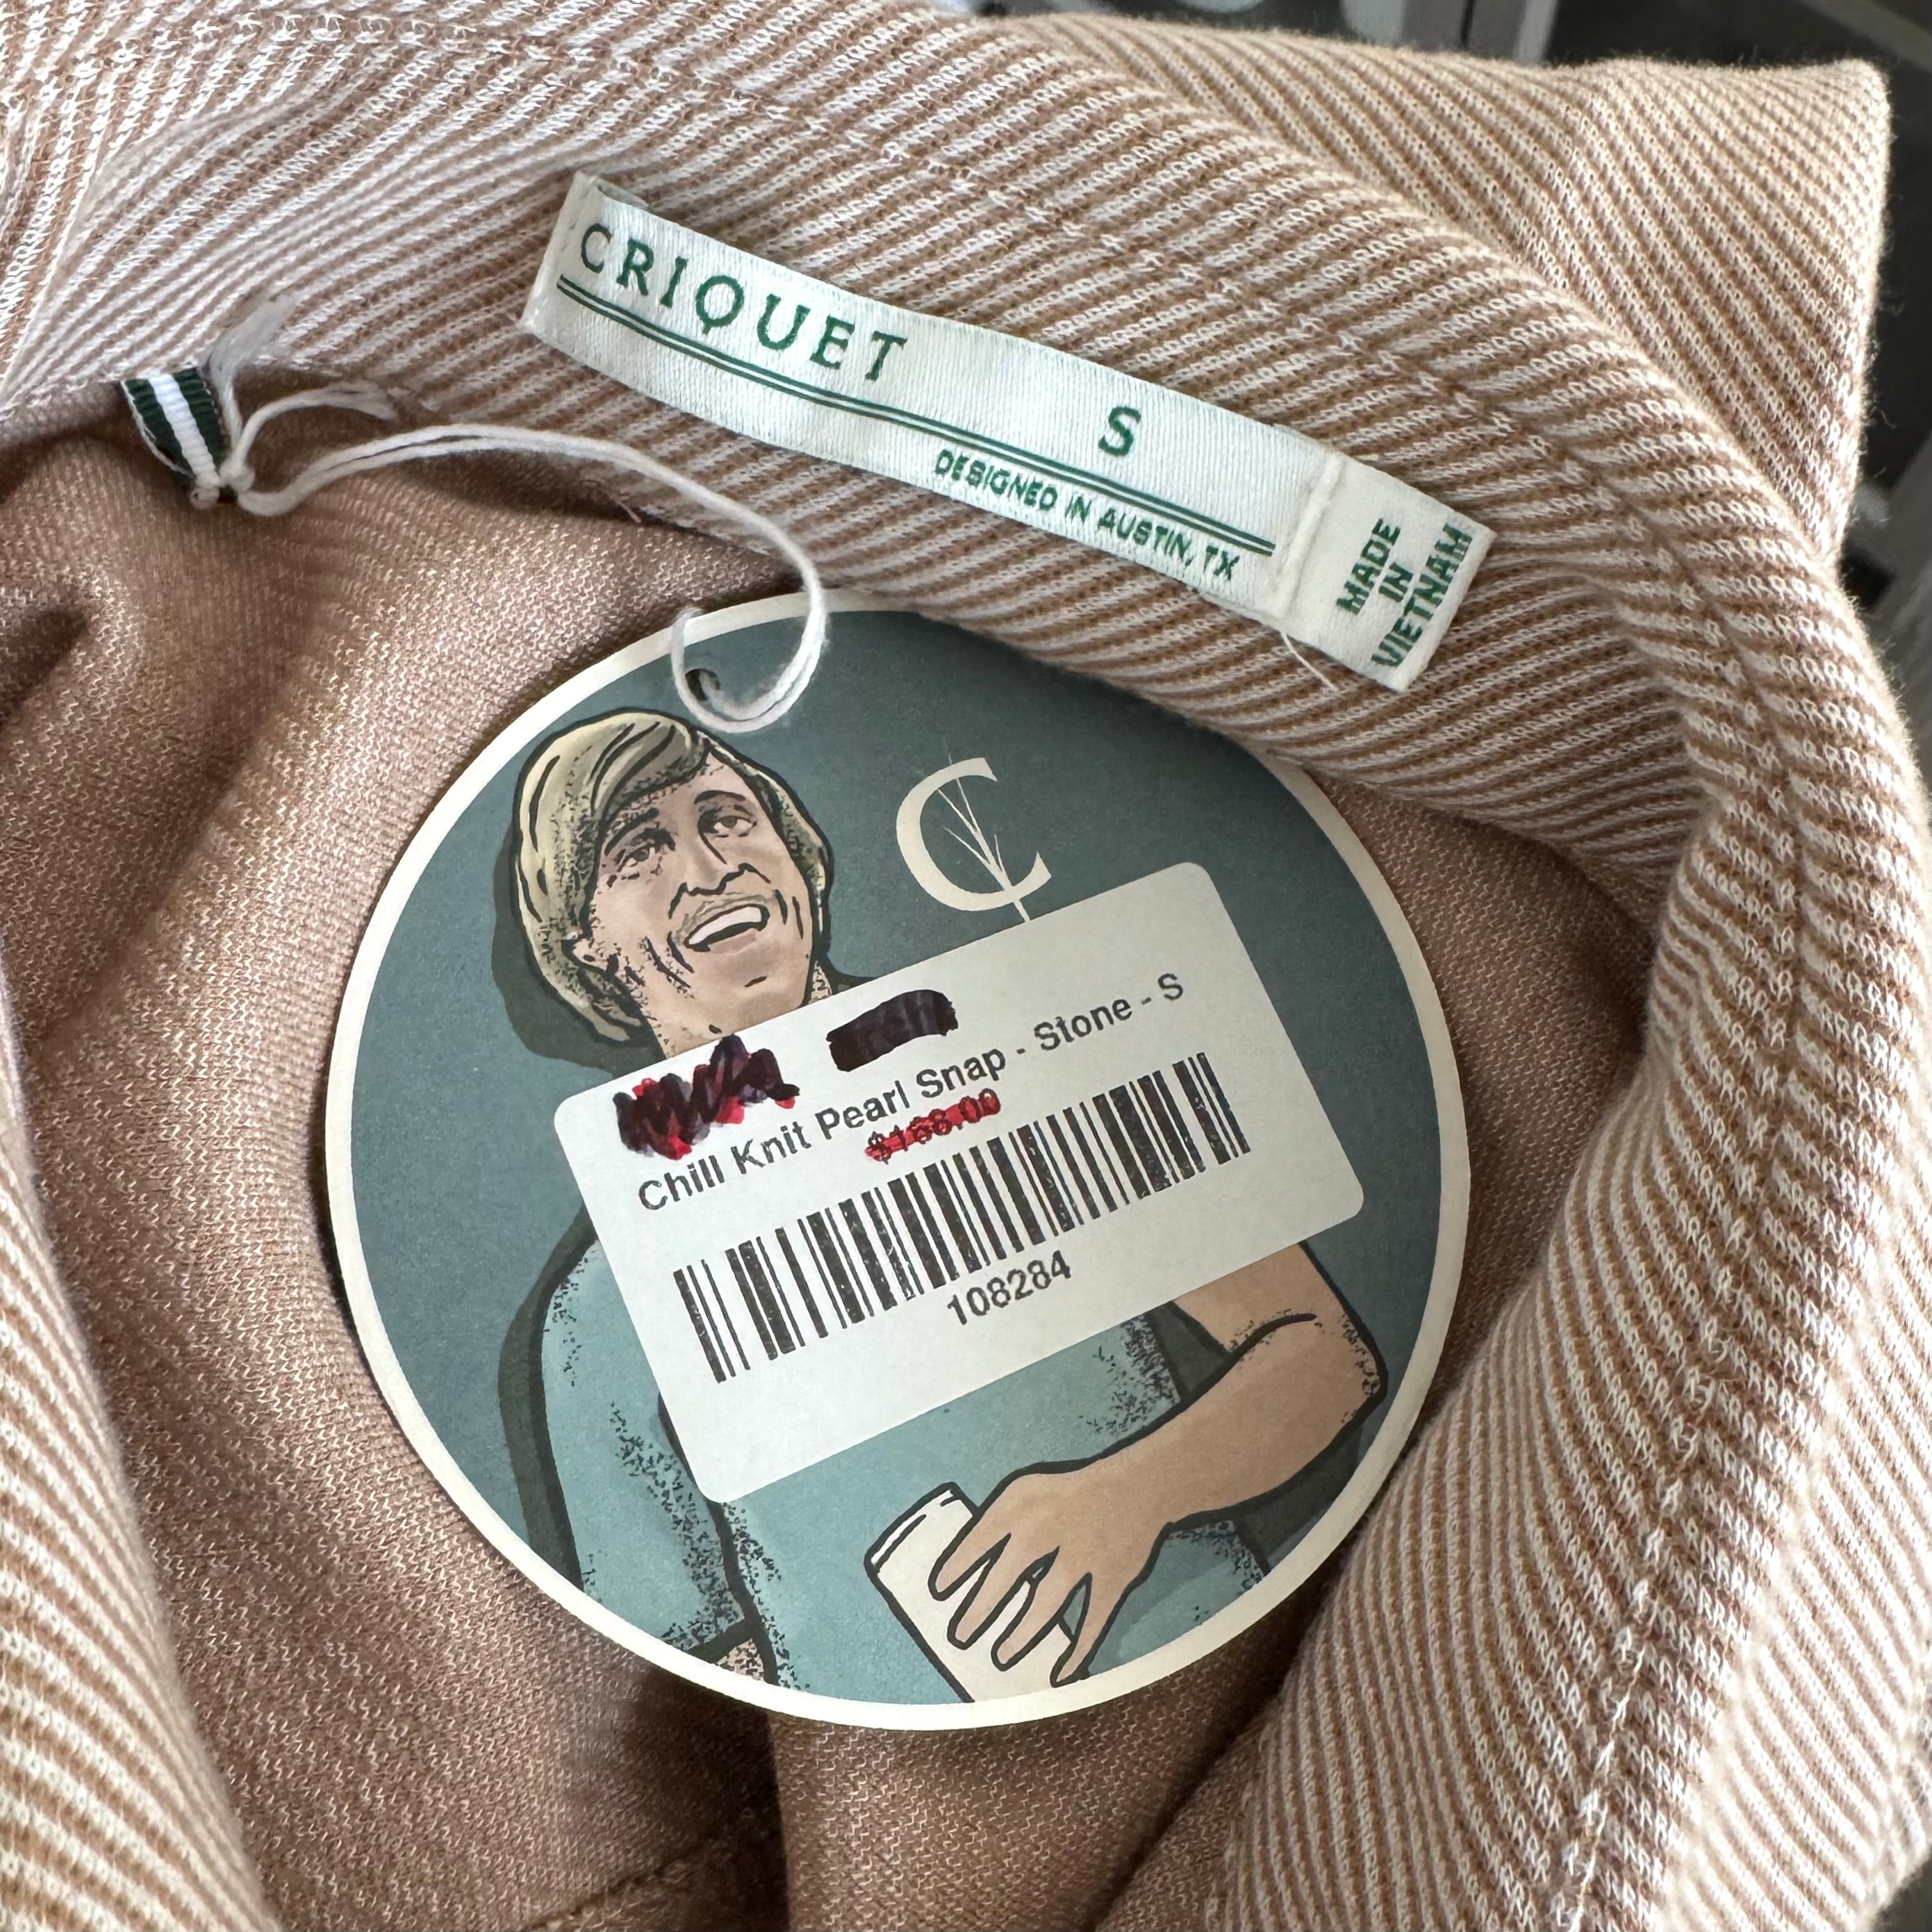 CRIQUET
S
DESIGNED IN AUSTIN, TX
MADE
IN
VIETNAM
C
Chill Knit Pearl Snap - Stone - S
$168.00
108284